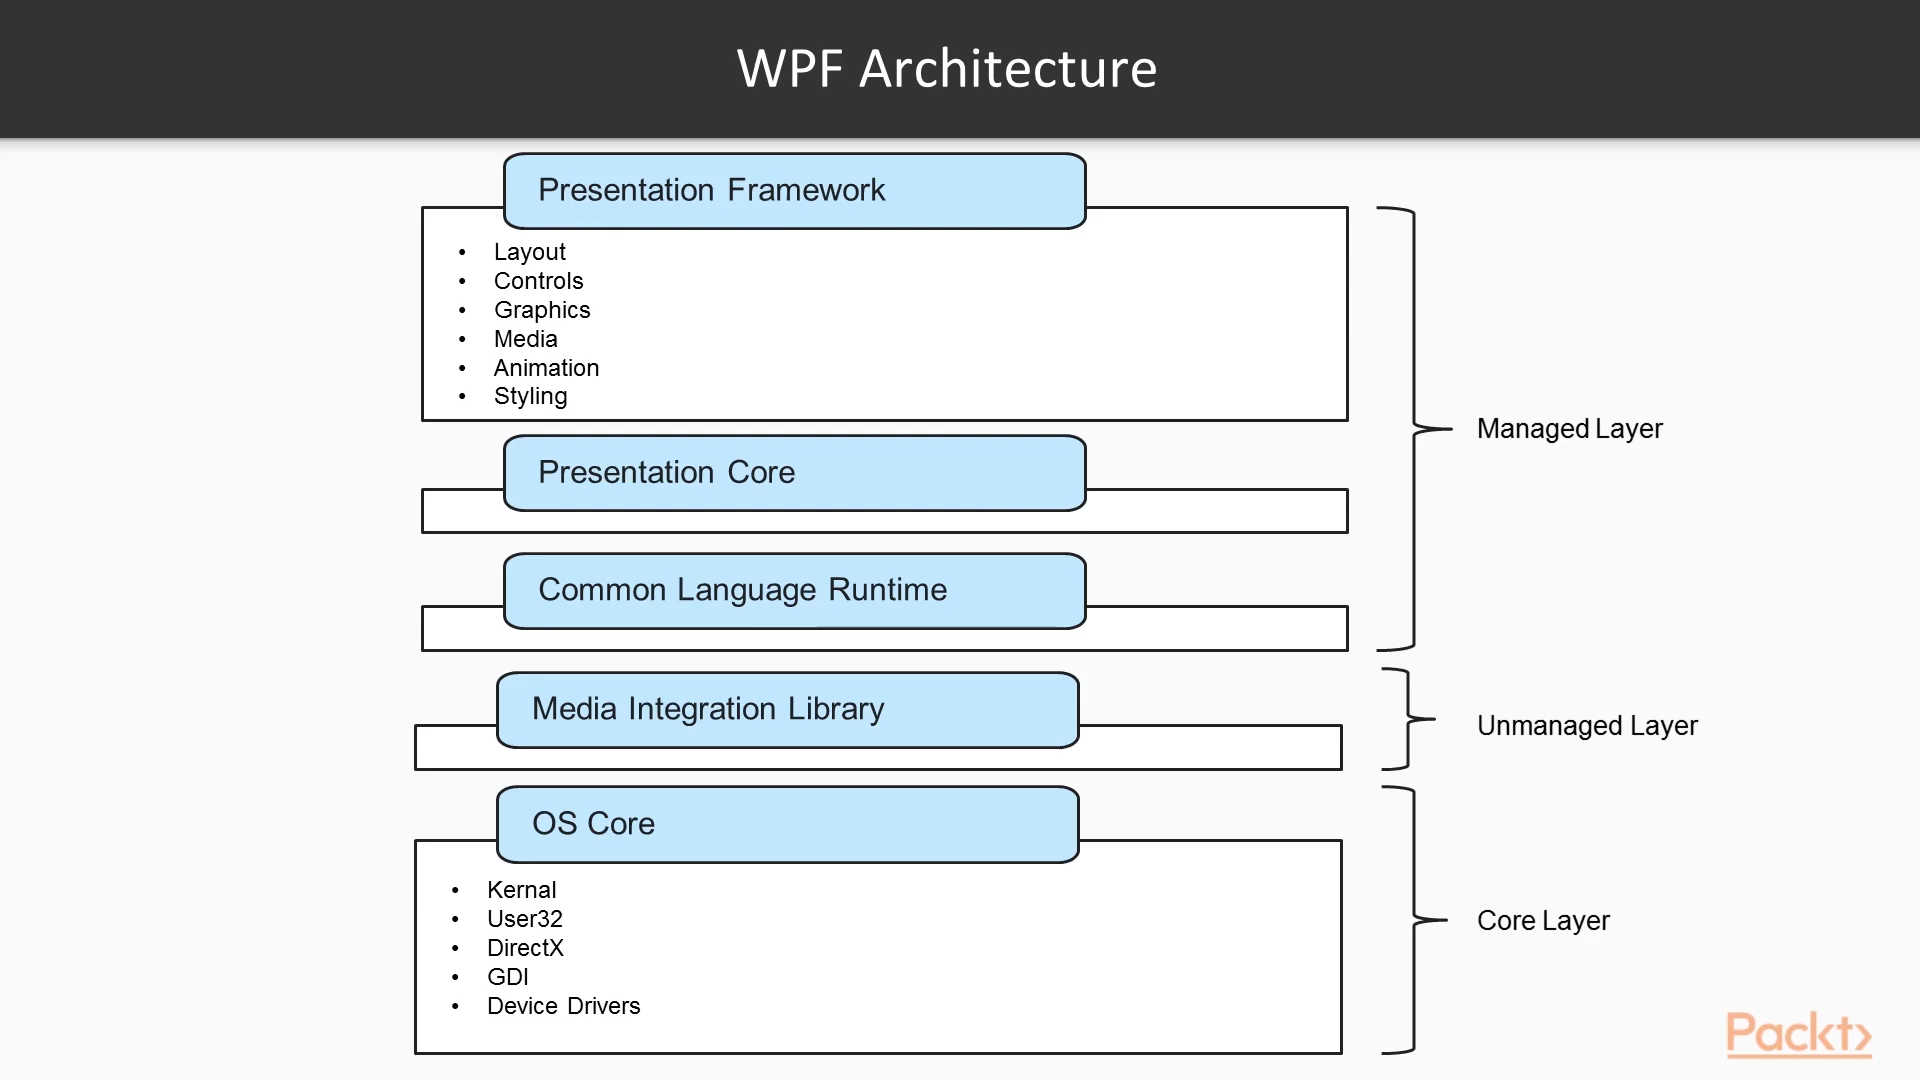 WPF Architecture
Presentation Framework
• Layout
• Controls
• Graphics
• Media
• Animation
• Styling
Managed Layer
Presentation Core
Common Language Runtime
Media Integration Library
Unmanaged Layer
OS Core
• Kernal
• User32
• DirectX
• GDI
• Device Drivers
Core Layer
Packt>